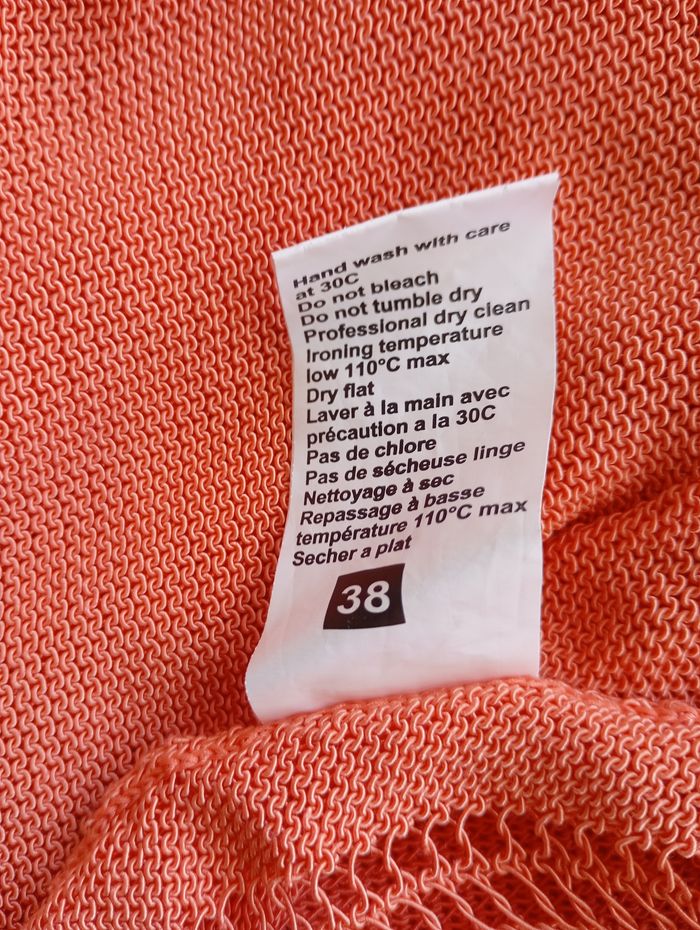 Hand wash with care
at 30C
Do not bleach
Do not tumble dry
Professional dry clean
Ironing temperature
low 110°C max
Dry flat
Laver à la main avec
précaution a la 30C
Pas de chlore
Pas de sécheuse linge
Nettoyage à sec
Repassage à basse
température 110°C max
Secher a plat
38